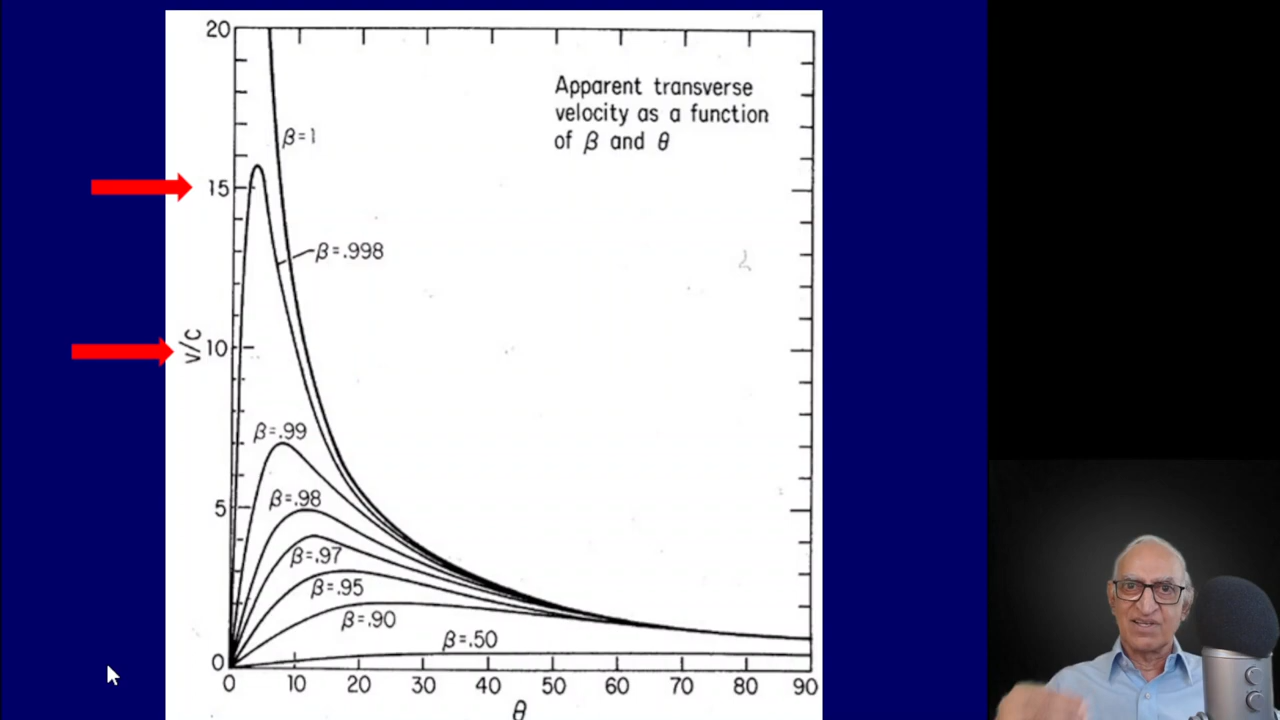 20
Apparent transverse
velocity as a function
of β and θ
β=1
15
β=.998
v/c
10
β=.99
β=.98
5
β=.97
β=.95
β=.90
β=.50
0
0 10 20 30 40 50 60 70 80 90
θ